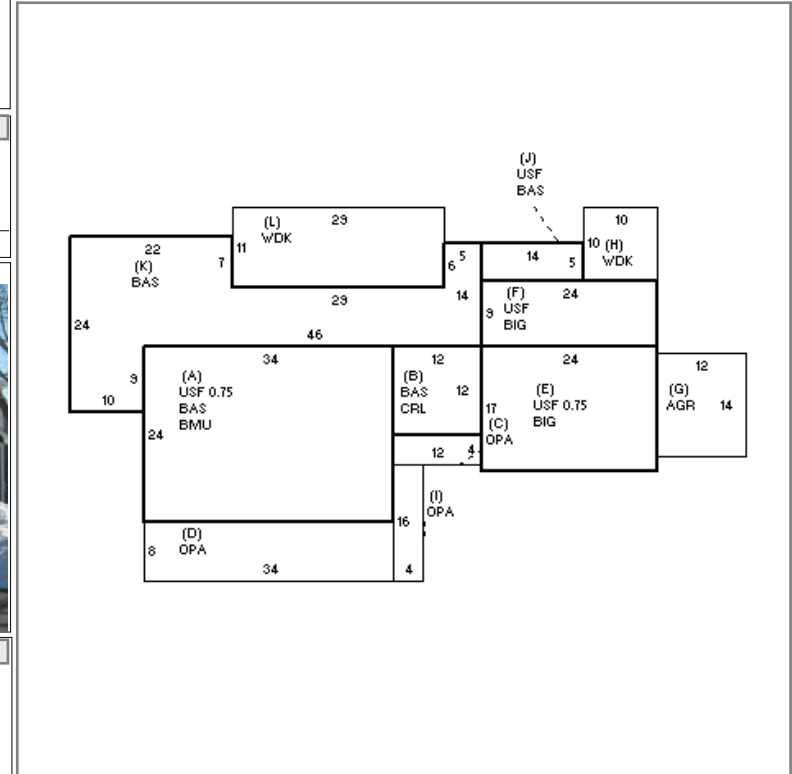 (J)
USF
BAS
(L)
WDK
29
10
10
(H)
WDK
22
(K)
BAS
7
11
5
6
14
5
29
14
(F)
USF
BIG
24
9
24
46
34
12
24
12
9
(A)
USF 0.75
BAS
BMU
(B)
BAS
CRL
12
(E)
USF 0.75
BIG
(G)
AGR
14
10
17
(C)
OPA
24
12
4
(I)
OPA
16
(D)
OPA
8
34
4